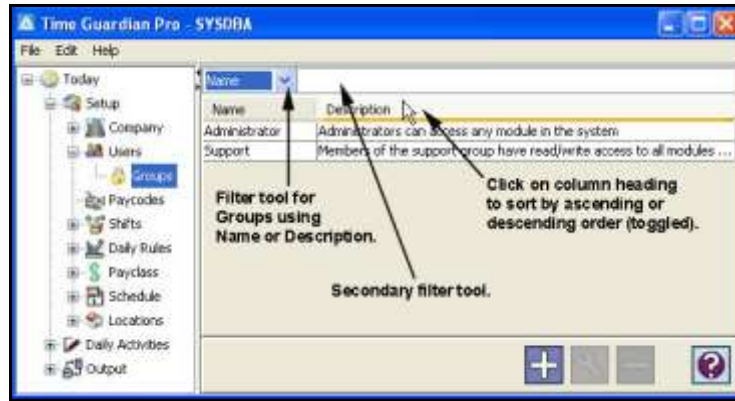 Time Guardian Pro - SYSDBA
File Edit Help
Today
Setup
Company
Users
Groups
Paycodes
Shifts
Daily Rules
Payclass
Schedule
Locations
Daily Activities
Output
Name
Name Description
Administrator Administrators can access any module in the system
Support Members of the support group have read/write access to all modules ...
Filter tool for
Groups using
Name or Description.
Click on column heading
to sort by ascending or
descending order (toggled).
Secondary filter tool.